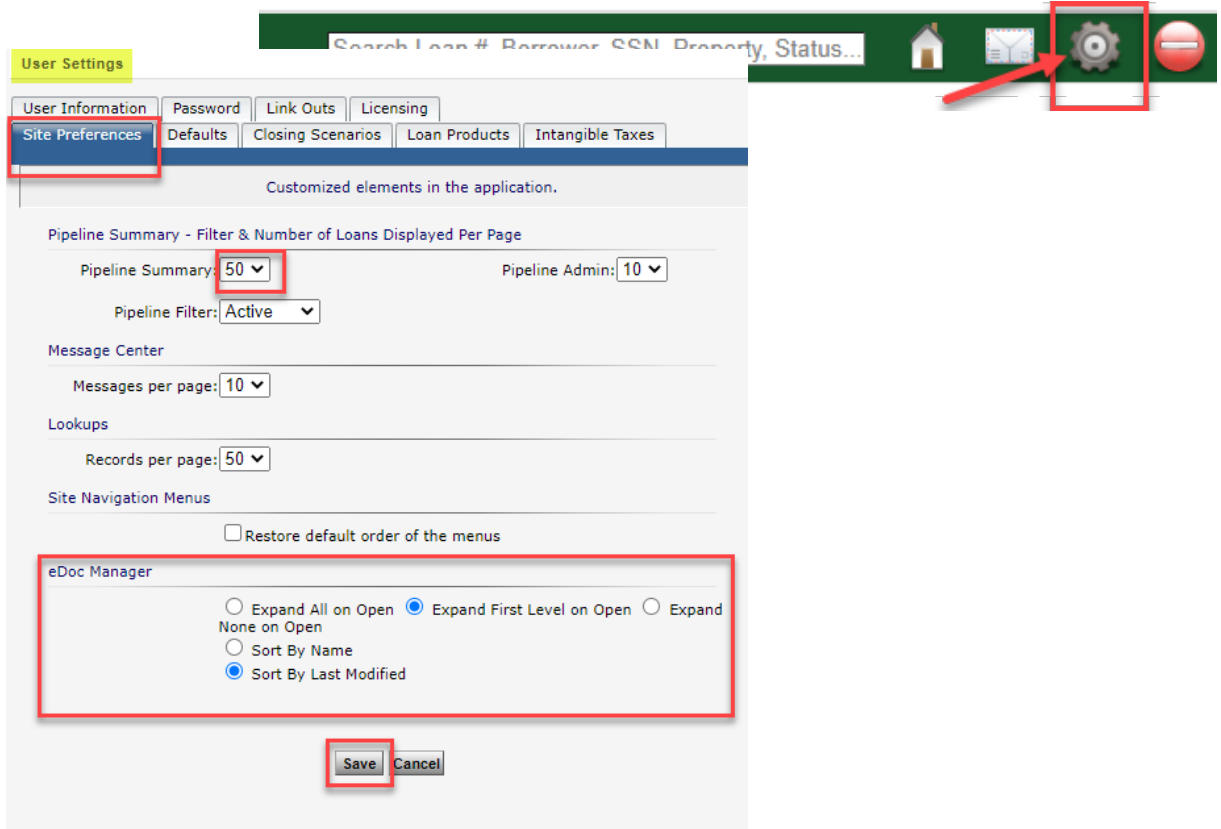 Search Loan #, Borrower, SSN, Property, Status...
User Settings
User Information Password Link Outs Licensing
Site Preferences Defaults Closing Scenarios Loan Products Intangible Taxes
Customized elements in the application.
Pipeline Summary - Filter & Number of Loans Displayed Per Page
Pipeline Summary: 50 Pipeline Admin: 10
Pipeline Filter: Active
Message Center
Messages per page: 10
Lookups
Records per page: 50
Site Navigation Menus
Restore default order of the menus
eDoc Manager
Expand All on Open Expand First Level on Open Expand
None on Open
Sort By Name
Sort By Last Modified
Save Cancel